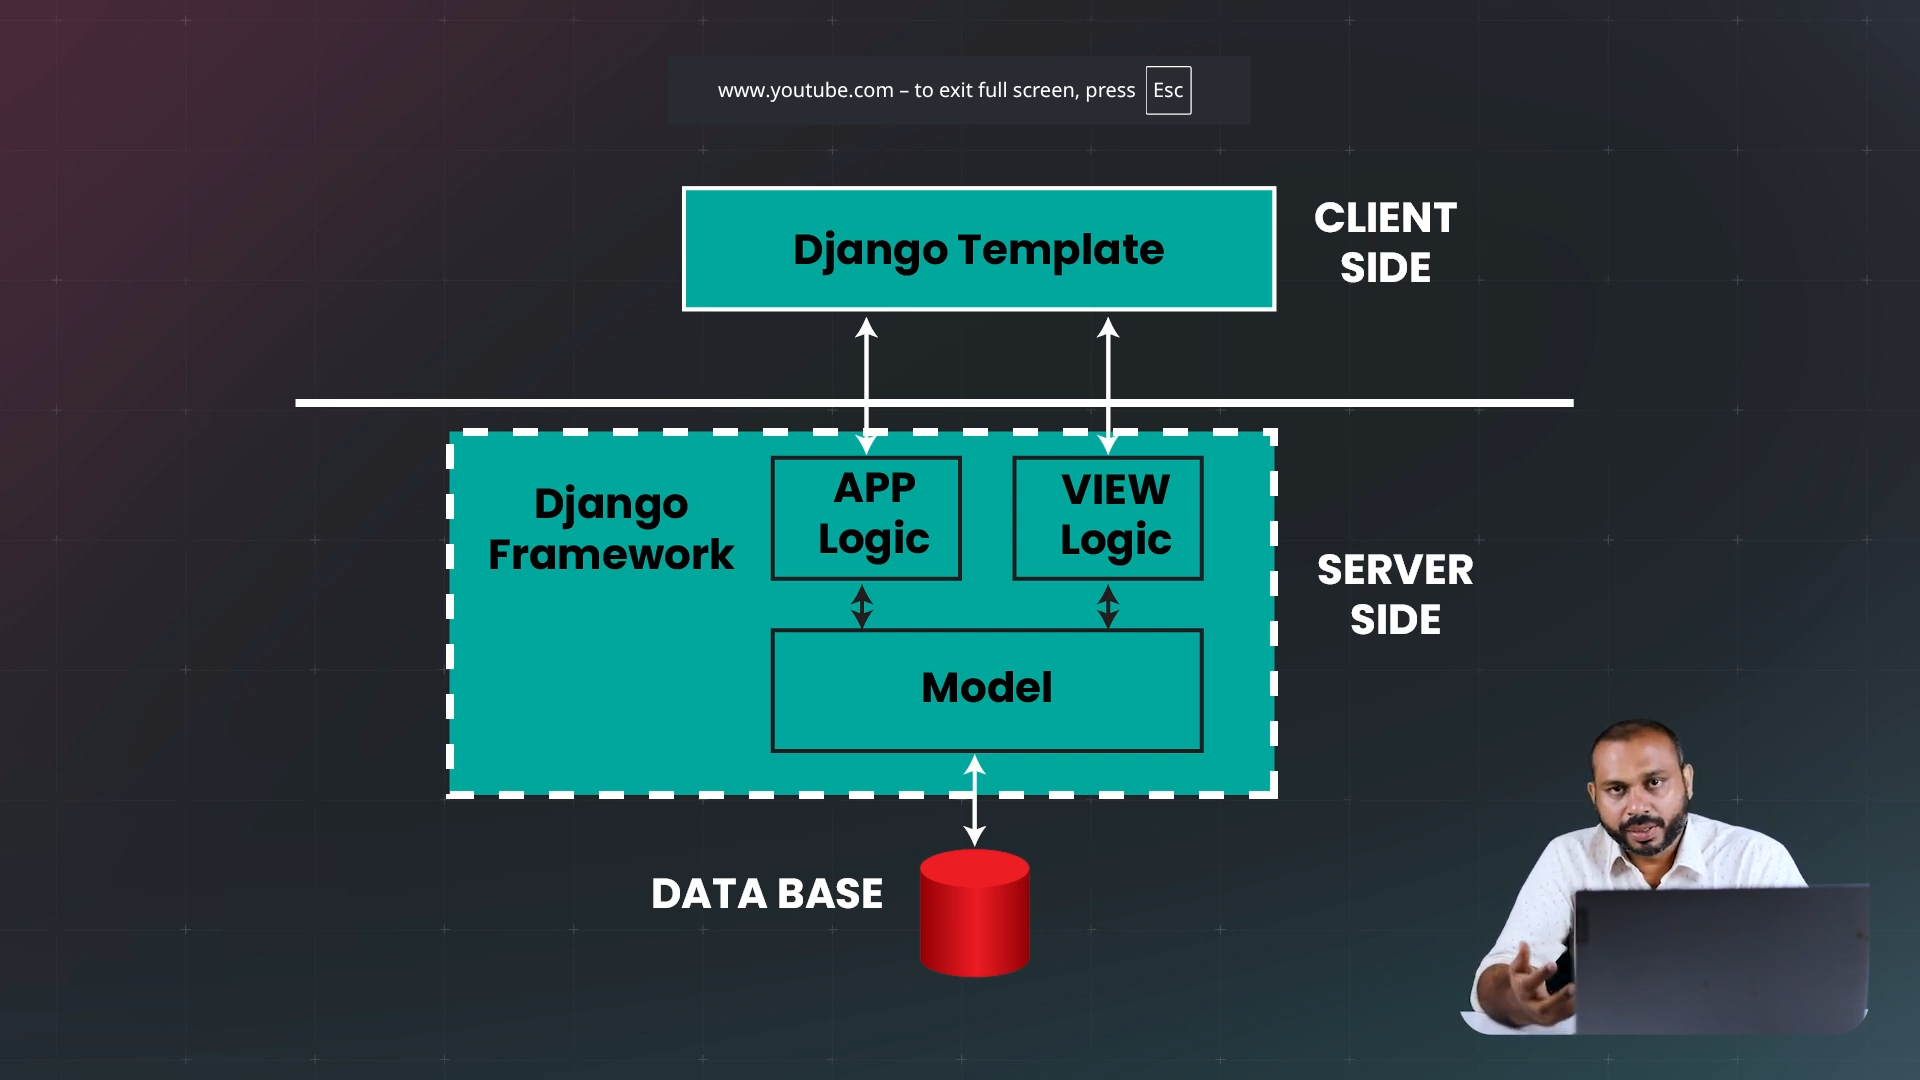 www.youtube.com – to exit full screen, press Esc
Django Template
CLIENT
SIDE
Django
Framework
APP
Logic
VIEW
Logic
Model
SERVER
SIDE
DATA BASE